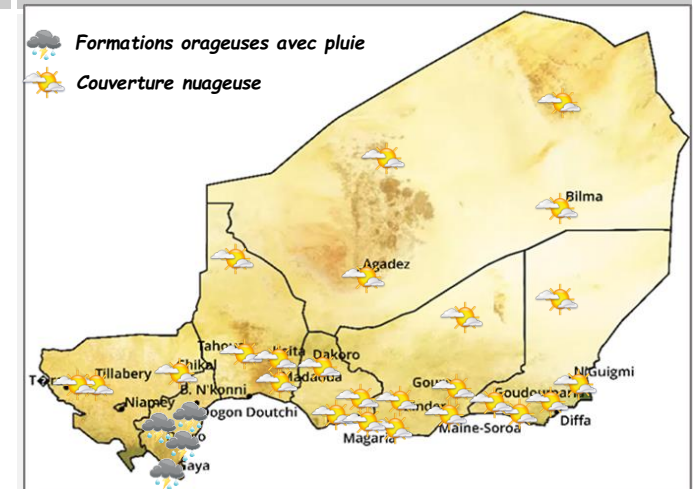 Formations orageuses avec pluie
Couverture nuageuse
Bilma
Agadez
Dakoro
N'Guigmi
Tillabery
B. N'konni
Niamey
Dogon Doutchi
Diffa
Maine-Soroa
Magaria
Gaya